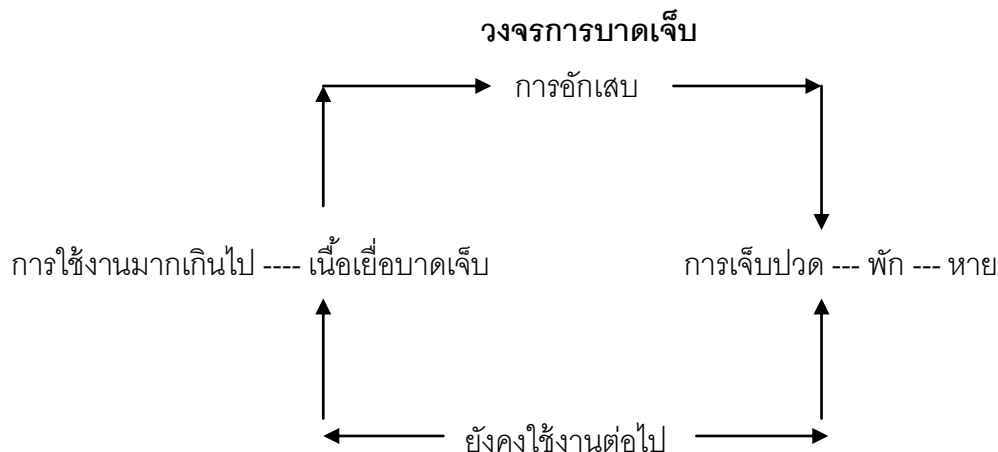 วงจรการบาดเจ็บ
การอักเสบ
การใช้งานมากเกินไป ---- เนื้อเยื่อบาดเจ็บ
การเจ็บปวด --- พัก --- หาย
ยังคงใช้งานต่อไป